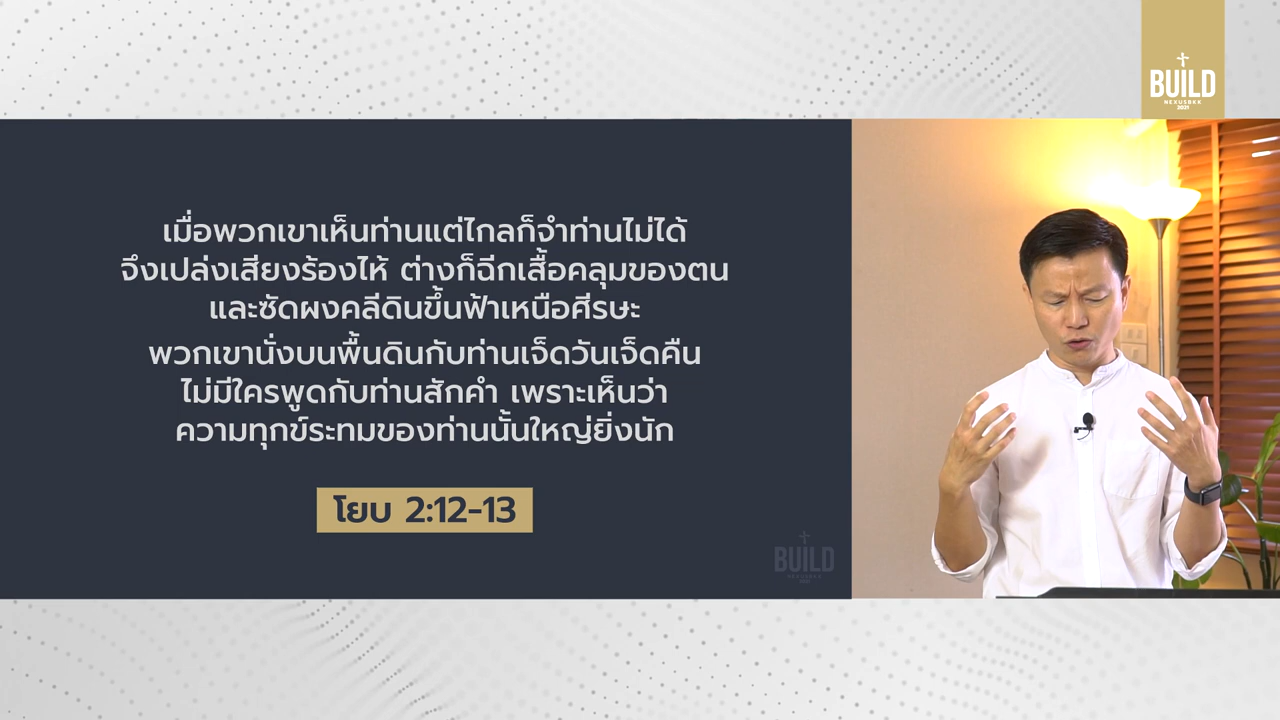 BUILD
NEXUSBKK
2021
เมื่อพวกเขาเห็นท่านแต่ไกลก็จำท่านไม่ได้
จึงเปล่งเสียงร้องไห้ ต่างก็ฉีกเสื้อคลุมของตน
และซัดผงคลีดินขึ้นฟ้าเหนือศีรษะ
พวกเขานั่งบนพื้นดินกับท่านเจ็ดวันเจ็ดคืน
ไม่มีใครพูดกับท่านสักคำ เพราะเห็นว่า
ความทุกข์ระทมของท่านนั้นใหญ่ยิ่งนัก
โยบ 2:12-13
BUILD
NEXUSBKK
2021